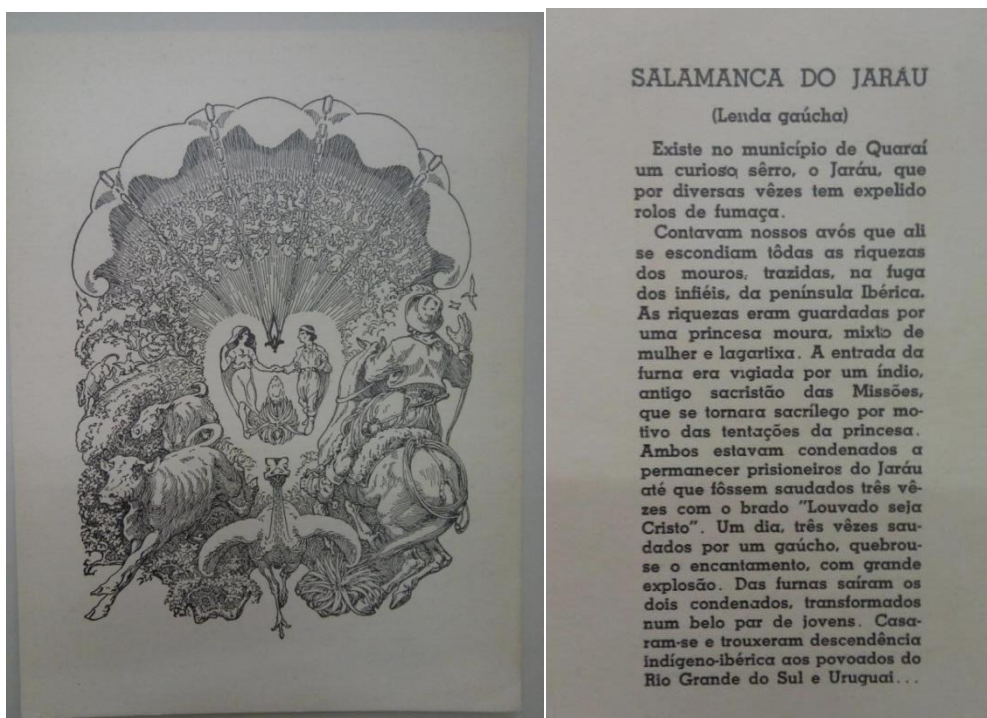 SALAMANCA DO JARÁU
(Lenda gaúcha)
Existe no município de Quaraí
um curioso sêrro, o Jaráu, que
por diversas vêzes tem expelido
rolos de fumaça.
Contavam nossos avós que ali
se escondiam tôdas as riquezas
dos mouros, trazidas, na fuga
dos infiéis, da península Ibérica.
As riquezas eram guardadas por
uma princesa moura, mixto de
mulher e lagartixa. A entrada da
furna era vigiada por um índio,
antigo sacristão das Missões,
que se tornara sacrílego por mo-
tivo das tentações da princesa.
Ambos estavam condenados a
permanecer prisioneiros do Jaráu
até que fôssem saudados três vê-
zes com o brado "Louvado seja
Cristo". Um dia, três vêzes sau-
dados por um gaúcho, quebrou-
se o encantamento, com grande
explosão. Das furnas saíram os
dois condenados, transformados
num belo par de jovens. Casa-
ram-se e trouxeram descendência
indígeno-ibérica aos povoados do
Rio Grande do Sul e Uruguai...